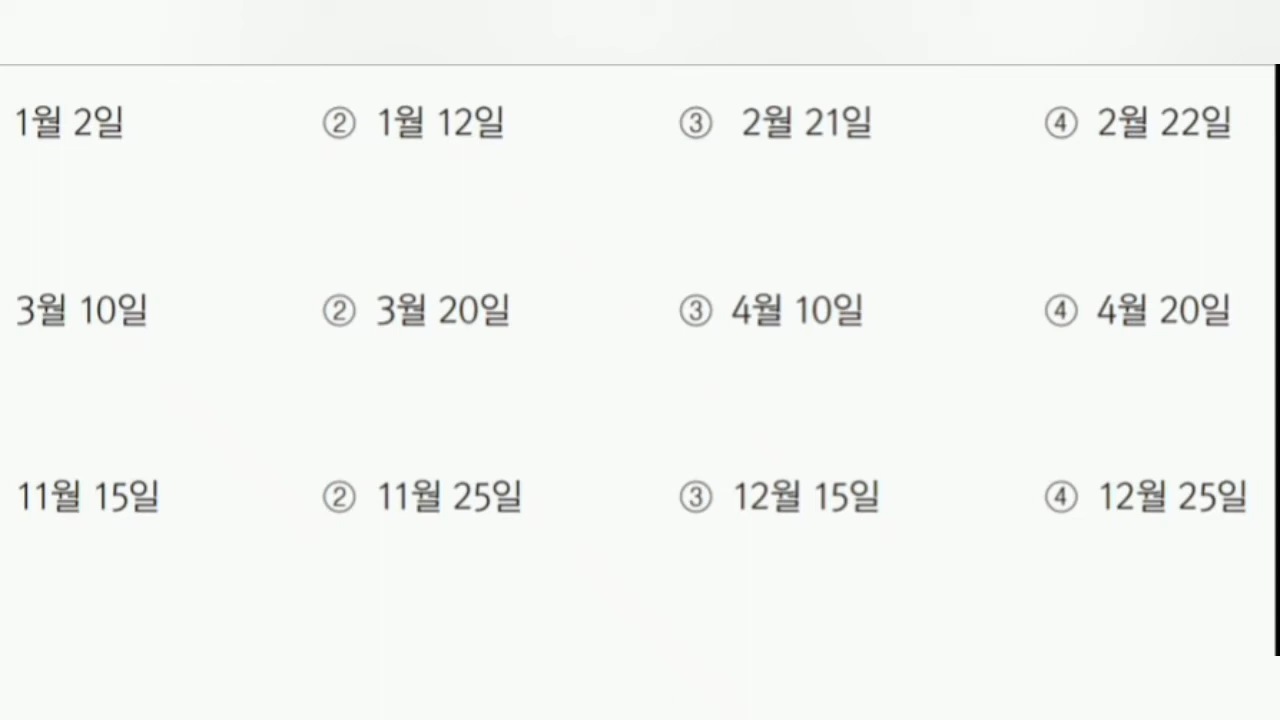 1월 2일 ② 1월 12일 ③ 2월 21일 ④ 2월 22일
3월 10일 ② 3월 20일 ③ 4월 10일 ④ 4월 20일
11월 15일 ② 11월 25일 ③ 12월 15일 ④ 12월 25일